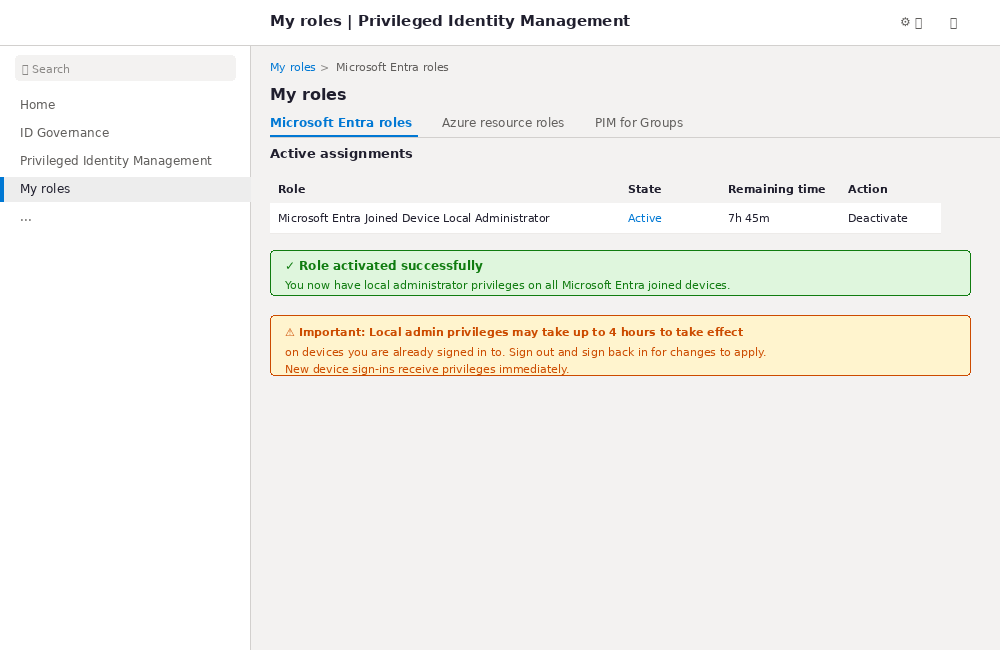 My roles | Privileged Identity Management
Search
Home
ID Governance
Privileged Identity Management
My roles
...
My roles > Microsoft Entra roles
My roles
Microsoft Entra roles Azure resource roles PIM for Groups
Active assignments
Role State Remaining time Action
Microsoft Entra Joined Device Local Administrator Active 7h 45m Deactivate
✓ Role activated successfully
You now have local administrator privileges on all Microsoft Entra joined devices.
⚠ Important: Local admin privileges may take up to 4 hours to take effect
on devices you are already signed in to. Sign out and sign back in for changes to apply.
New device sign-ins receive privileges immediately.